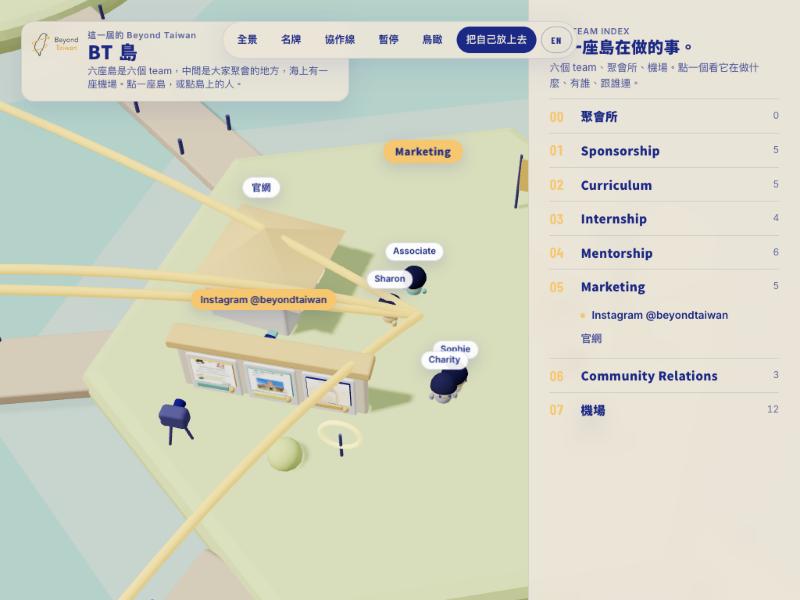 Beyond
Taiwan
這一屆的 Beyond Taiwan
BT 島
六座島是六個 team，中間是大家聚會的地方，海上有一
座機場。點一座島，或點島上的人。
全景
名牌
協作線
暫停
鳥瞰
把自己放上去
EN
TEAM INDEX
座島在做的事。
六個 team、聚會所、機場。點一個看它在做什
麼、有誰、跟誰連。
00 聚會所 0
01 Sponsorship 5
02 Curriculum 5
03 Internship 4
04 Mentorship 6
05 Marketing 5
Instagram @beyondtaiwan
官網
06 Community Relations 3
07 機場 12
Marketing
官網
Associate
Sharon
Instagram @beyondtaiwan
Sophie
Charity